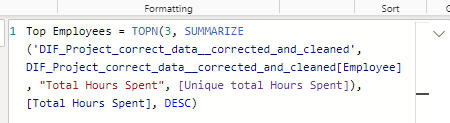 Formatting
Sort
1 Top Employees = TOPN(3, SUMMARIZE
('DIF_Project_correct_data__corrected_and_cleaned',
DIF_Project_correct_data__corrected_and_cleaned[Employee]
, "Total Hours Spent", [Unique total Hours Spent]),
[Total Hours Spent], DESC)